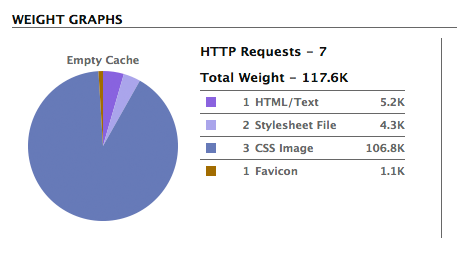 WEIGHT GRAPHS
Empty Cache
HTTP Requests – 7
Total Weight – 117.6K
1 HTML/Text 5.2K
2 Stylesheet File 4.3K
3 CSS Image 106.8K
1 Favicon 1.1K